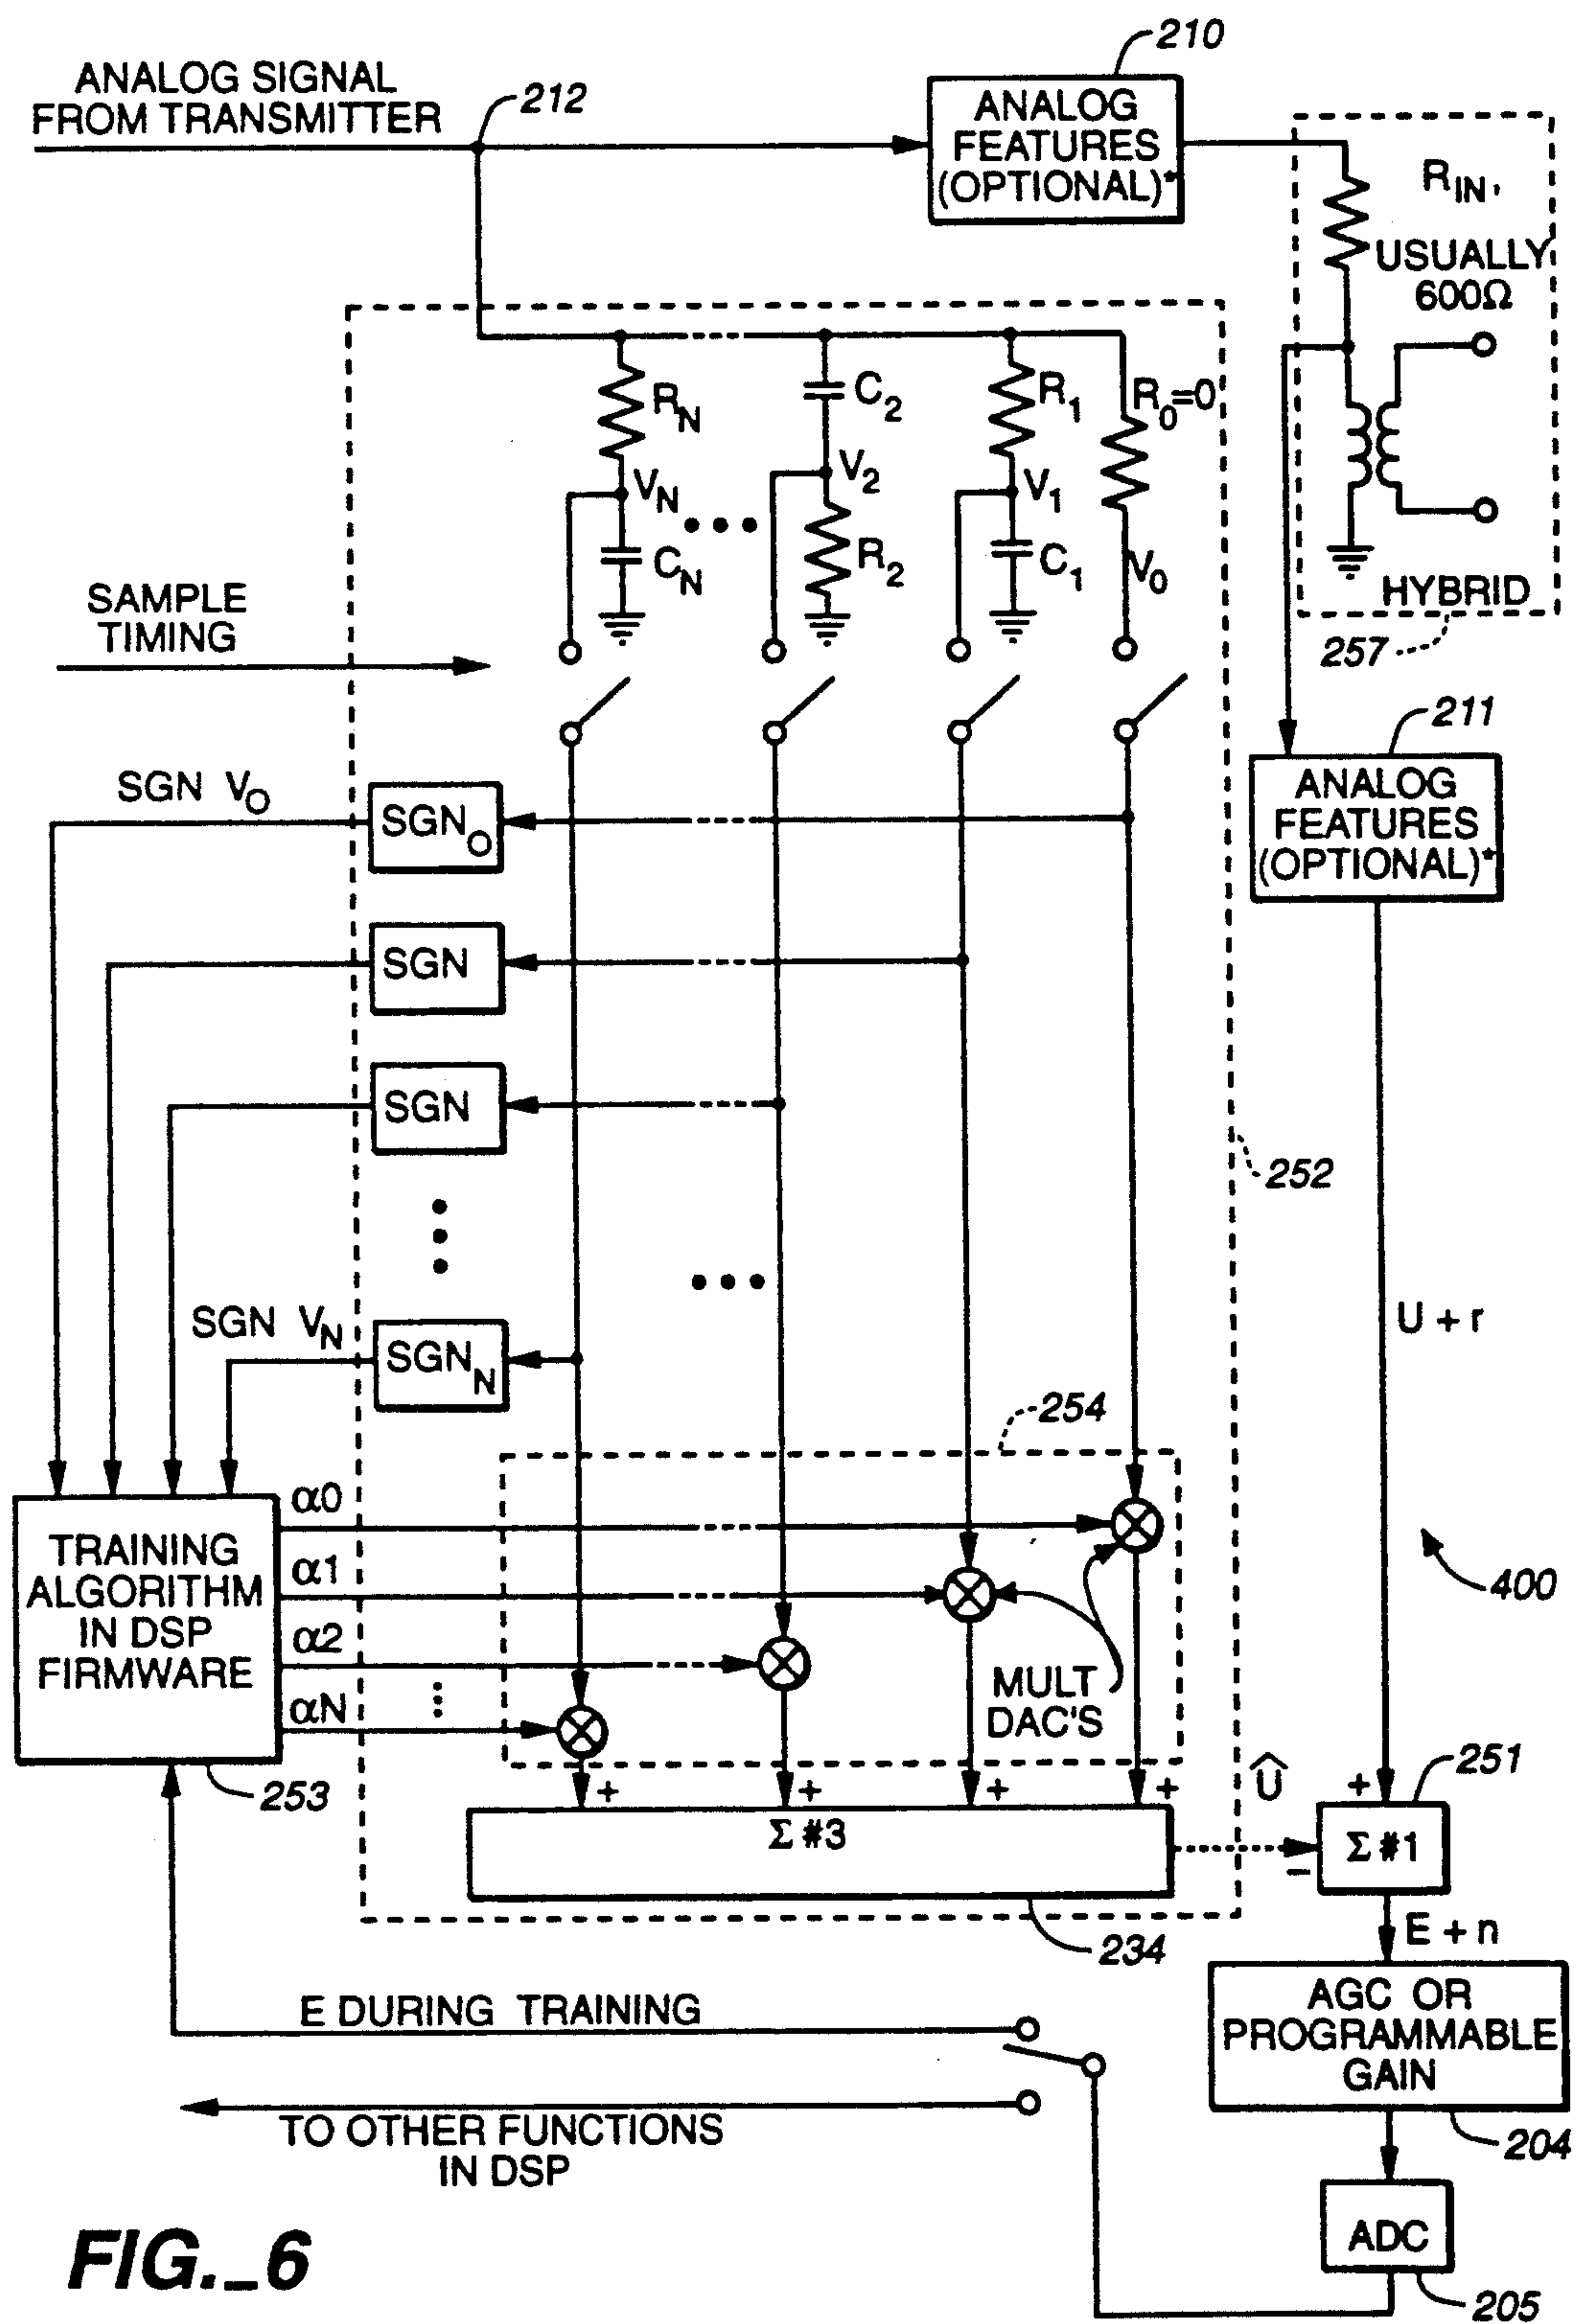 210
ANALOG SIGNAL
FROM TRANSMITTER
212
ANALOG
FEATURES
(OPTIONAL)*
R_IN,
USUALLY
600Ω
R_N
C_2
R_1
R_0=0
V_N
V_2
V_1
C_N
R_2
C_1
V_0
HYBRID
257
SAMPLE
TIMING
211
ANALOG
FEATURES
(OPTIONAL)*
SGN V_O
SGN_O
SGN
SGN
252
SGN V_N
SGN_N
U + r
254
α0
α1
α2
αN
TRAINING
ALGORITHM
IN DSP
FIRMWARE
400
MULT
DAC'S
253
+ + + +
Û
+
251
Σ #3
Σ #1
−
234
E + n
E DURING TRAINING
AGC OR
PROGRAMMABLE
GAIN
TO OTHER FUNCTIONS
IN DSP
204
ADC
205
FIG._6